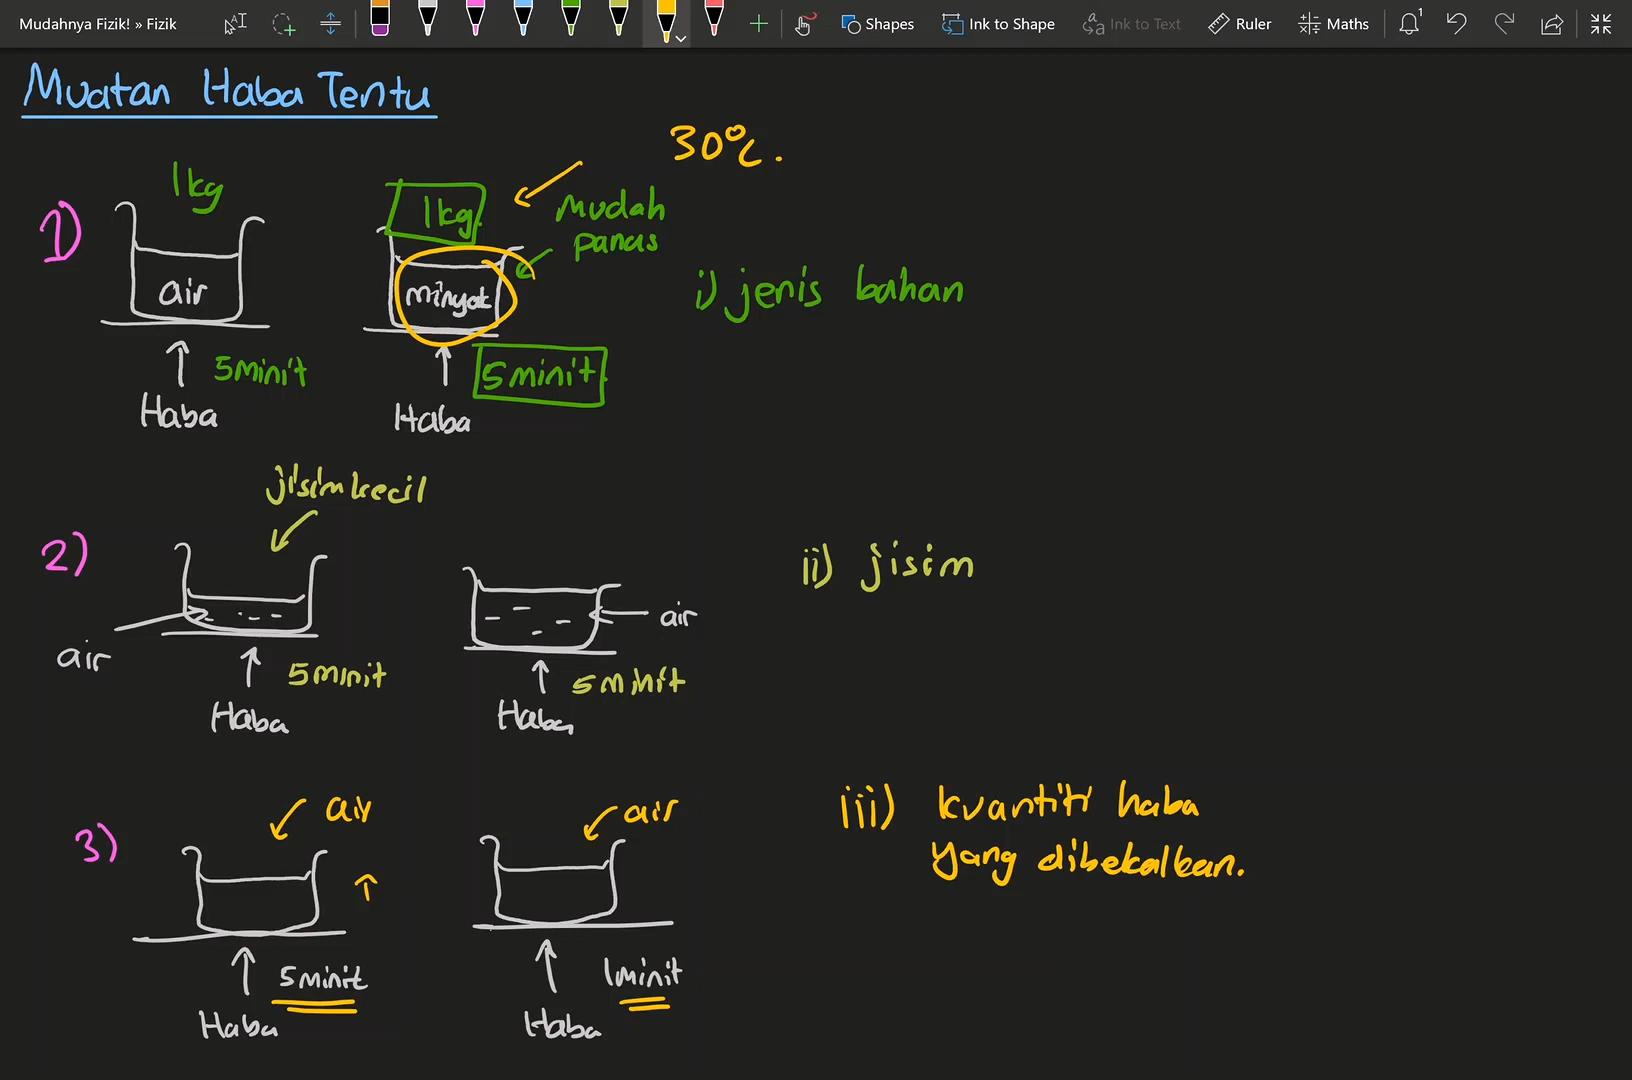 Mudahnya Fizik! » Fizik
Shapes
Ink to Shape
Ink to Text
Ruler
Maths
1
Muatan Haba Tentu
30°C.
1)
1kg
air
5minit
Haba
1kg
mudah
panas
minyak
5minit
Haba
i) jenis bahan
2)
jisim kecil
air
5minit
Haba
air
5minit
Haba
ii) jisim
3)
air
5minit
Haba
air
1minit
Haba
iii) kuantiti haba
yang dibekalkan.